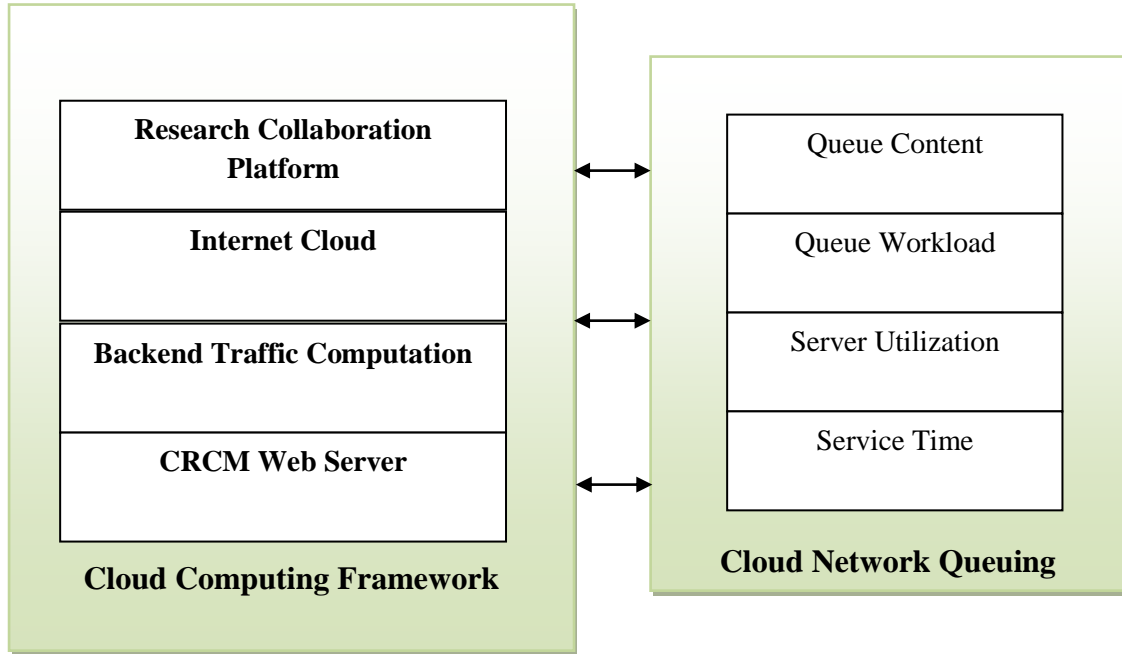 Research Collaboration
Platform
Internet Cloud
Backend Traffic Computation
CRCM Web Server
Cloud Computing Framework
Queue Content
Queue Workload
Server Utilization
Service Time
Cloud Network Queuing